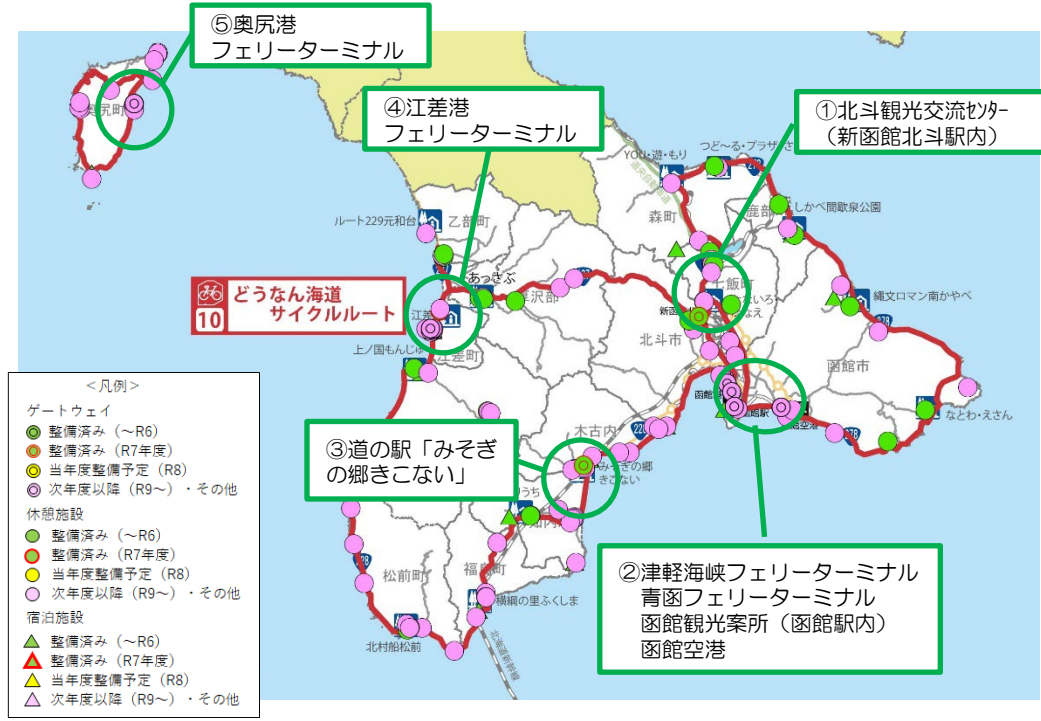 ⑤奥尻港
フェリーターミナル
④江差港
フェリーターミナル
①北斗観光交流ｾﾝﾀｰ
（新函館北斗駅内）
奥尻町
YOU・遊・もり
つど～る・プラザ・さ
森町
鹿部
しかべ間歇泉公園
ルート229元和台
乙部町
あっさぶ
厚沢部
七飯町
縄文ロマン南かやべ
278
北斗市
函館市
どうなん海道
サイクルルート
10
江差
江差町
上ノ国もんじゅ
なとわ・えさん
278
函館駅
木古内
228
みそぎの郷
きこない
③道の駅「みそぎ
の郷きこない」
②津軽海峡フェリーターミナル
青函フェリーターミナル
函館観光案所（函館駅内）
函館空港
松前町
福島町
横綱の里ふくしま
北村船松前
北海道新幹線
＜凡例＞
ゲートウェイ
整備済み（～R6）
整備済み（R7年度）
当年度整備予定（R8）
次年度以降（R9～）・その他
休憩施設
整備済み（～R6）
整備済み（R7年度）
当年度整備予定（R8）
次年度以降（R9～）・その他
宿泊施設
整備済み（～R6）
整備済み（R7年度）
当年度整備予定（R8）
次年度以降（R9～）・その他